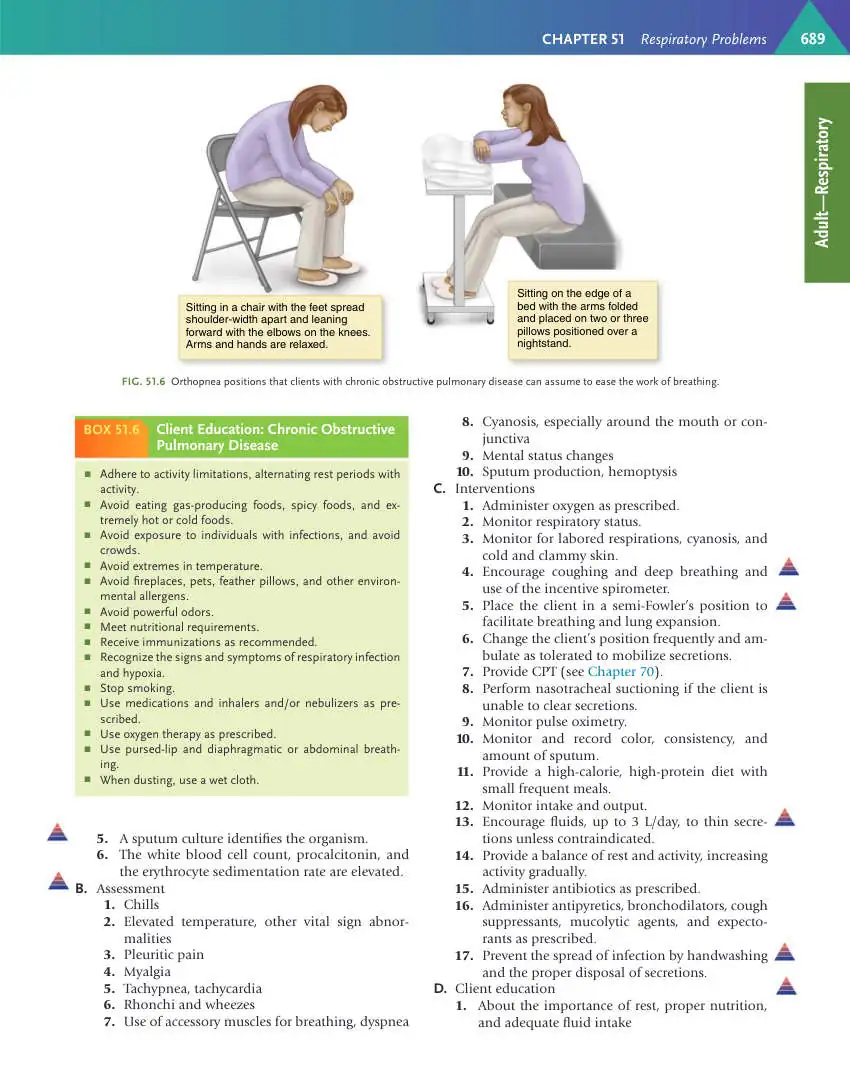 CHAPTER 51 Respiratory Problems 689
Adult—Respiratory
Sitting in a chair with the feet spread
shoulder-width apart and leaning
forward with the elbows on the knees.
Arms and hands are relaxed.
Sitting on the edge of a
bed with the arms folded
and placed on two or three
pillows positioned over a
nightstand.
FIG. 51.6 Orthopnea positions that clients with chronic obstructive pulmonary disease can assume to ease the work of breathing.
BOX 51.6 Client Education: Chronic Obstructive
Pulmonary Disease
■ Adhere to activity limitations, alternating rest periods with
activity.
■ Avoid eating gas-producing foods, spicy foods, and ex-
tremely hot or cold foods.
■ Avoid exposure to individuals with infections, and avoid
crowds.
■ Avoid extremes in temperature.
■ Avoid fireplaces, pets, feather pillows, and other environ-
mental allergens.
■ Avoid powerful odors.
■ Meet nutritional requirements.
■ Receive immunizations as recommended.
■ Recognize the signs and symptoms of respiratory infection
and hypoxia.
■ Stop smoking.
■ Use medications and inhalers and/or nebulizers as pre-
scribed.
■ Use oxygen therapy as prescribed.
■ Use pursed-lip and diaphragmatic or abdominal breath-
ing.
■ When dusting, use a wet cloth.
5. A sputum culture identifies the organism.
6. The white blood cell count, procalcitonin, and
the erythrocyte sedimentation rate are elevated.
B. Assessment
1. Chills
2. Elevated temperature, other vital sign abnor-
malities
3. Pleuritic pain
4. Myalgia
5. Tachypnea, tachycardia
6. Rhonchi and wheezes
7. Use of accessory muscles for breathing, dyspnea
8. Cyanosis, especially around the mouth or con-
junctiva
9. Mental status changes
10. Sputum production, hemoptysis
C. Interventions
1. Administer oxygen as prescribed.
2. Monitor respiratory status.
3. Monitor for labored respirations, cyanosis, and
cold and clammy skin.
4. Encourage coughing and deep breathing and
use of the incentive spirometer.
5. Place the client in a semi-Fowler's position to
facilitate breathing and lung expansion.
6. Change the client's position frequently and am-
bulate as tolerated to mobilize secretions.
7. Provide CPT (see Chapter 70).
8. Perform nasotracheal suctioning if the client is
unable to clear secretions.
9. Monitor pulse oximetry.
10. Monitor and record color, consistency, and
amount of sputum.
11. Provide a high-calorie, high-protein diet with
small frequent meals.
12. Monitor intake and output.
13. Encourage fluids, up to 3 L/day, to thin secre-
tions unless contraindicated.
14. Provide a balance of rest and activity, increasing
activity gradually.
15. Administer antibiotics as prescribed.
16. Administer antipyretics, bronchodilators, cough
suppressants, mucolytic agents, and expecto-
rants as prescribed.
17. Prevent the spread of infection by handwashing
and the proper disposal of secretions.
D. Client education
1. About the importance of rest, proper nutrition,
and adequate fluid intake